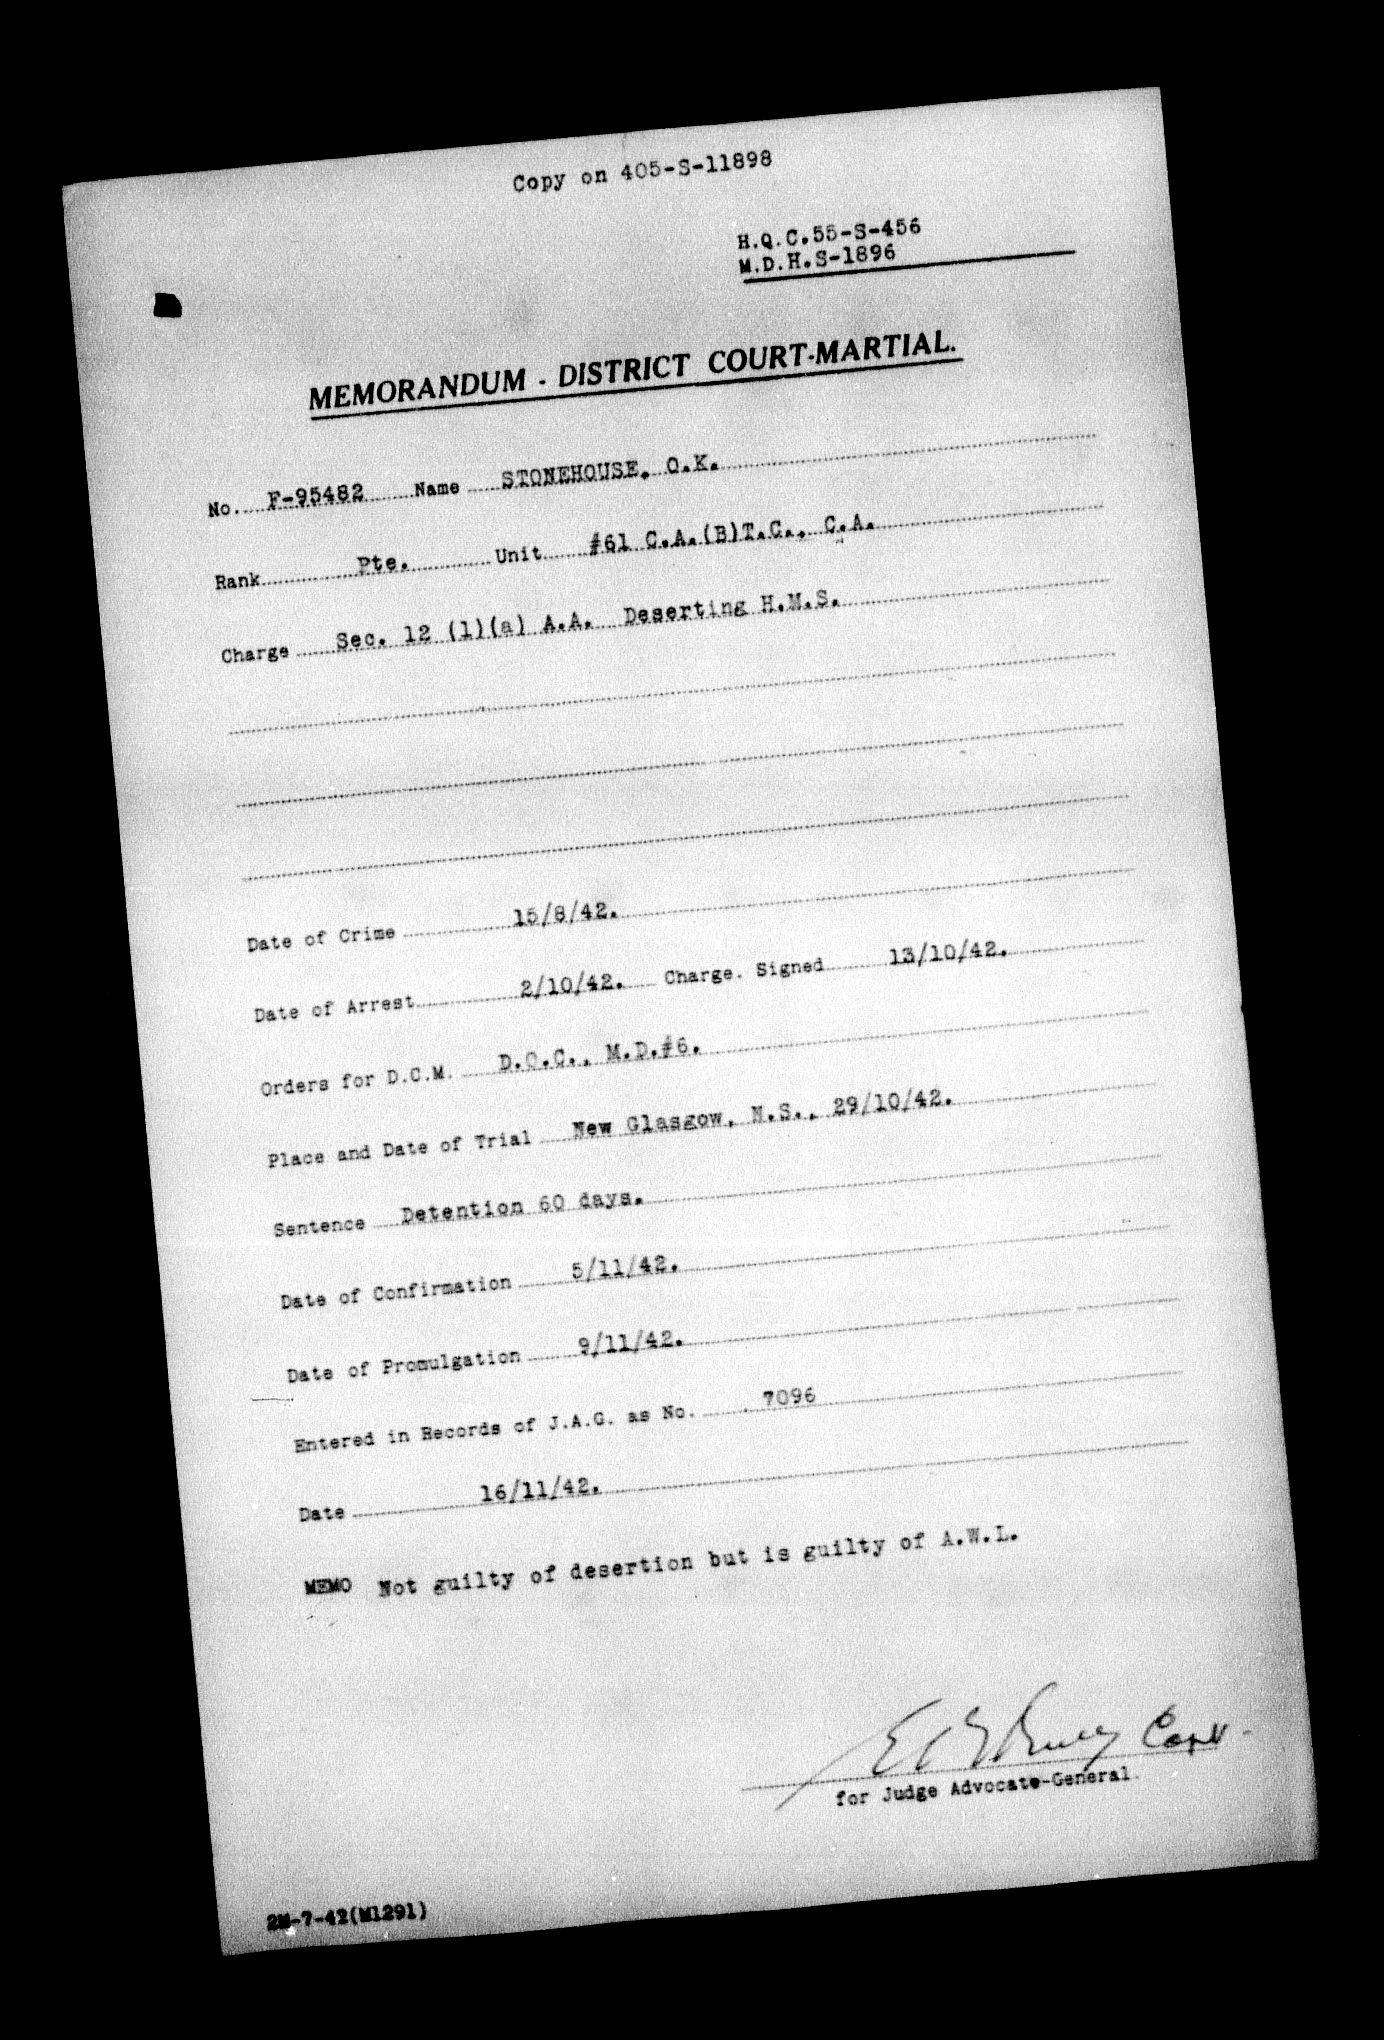 Copy on 405-S-11898
H.Q.C.55-S-456
M.D.H.S-1896
MEMORANDUM - DISTRICT COURT-MARTIAL.
No. F-95482 Name STONEHOUSE, O.K.
Rank Pte. Unit #61 C.A.(B)T.C., C.A.
Charge Sec. 12 (1)(a) A.A. Deserting H.M.S.
Date of Crime 15/8/42.
Date of Arrest 2/10/42. Charge. Signed 13/10/42.
Orders for D.C.M. D.O.C., M.D.#6.
Place and Date of Trial New Glasgow, N.S., 29/10/42.
Sentence Detention 60 days.
Date of Confirmation 5/11/42.
Date of Promulgation 9/11/42.
Entered in Records of J.A.G. as No. 7096
Date 16/11/42.
MEMO Not guilty of desertion but is guilty of A.W.L.
Capt.
for Judge Advocate-General.
2M-7-42(M1291)